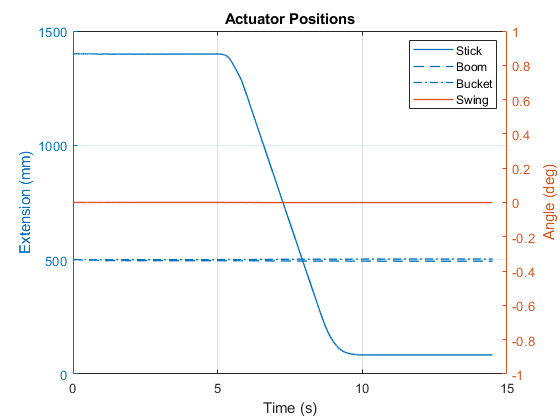 Actuator Positions
Extension (mm)
1500
1000
500
0
Stick
Boom
Bucket
Swing
1
0.8
0.6
0.4
0.2
0
-0.2
-0.4
-0.6
-0.8
-1
Angle (deg)
0
5
10
15
Time (s)